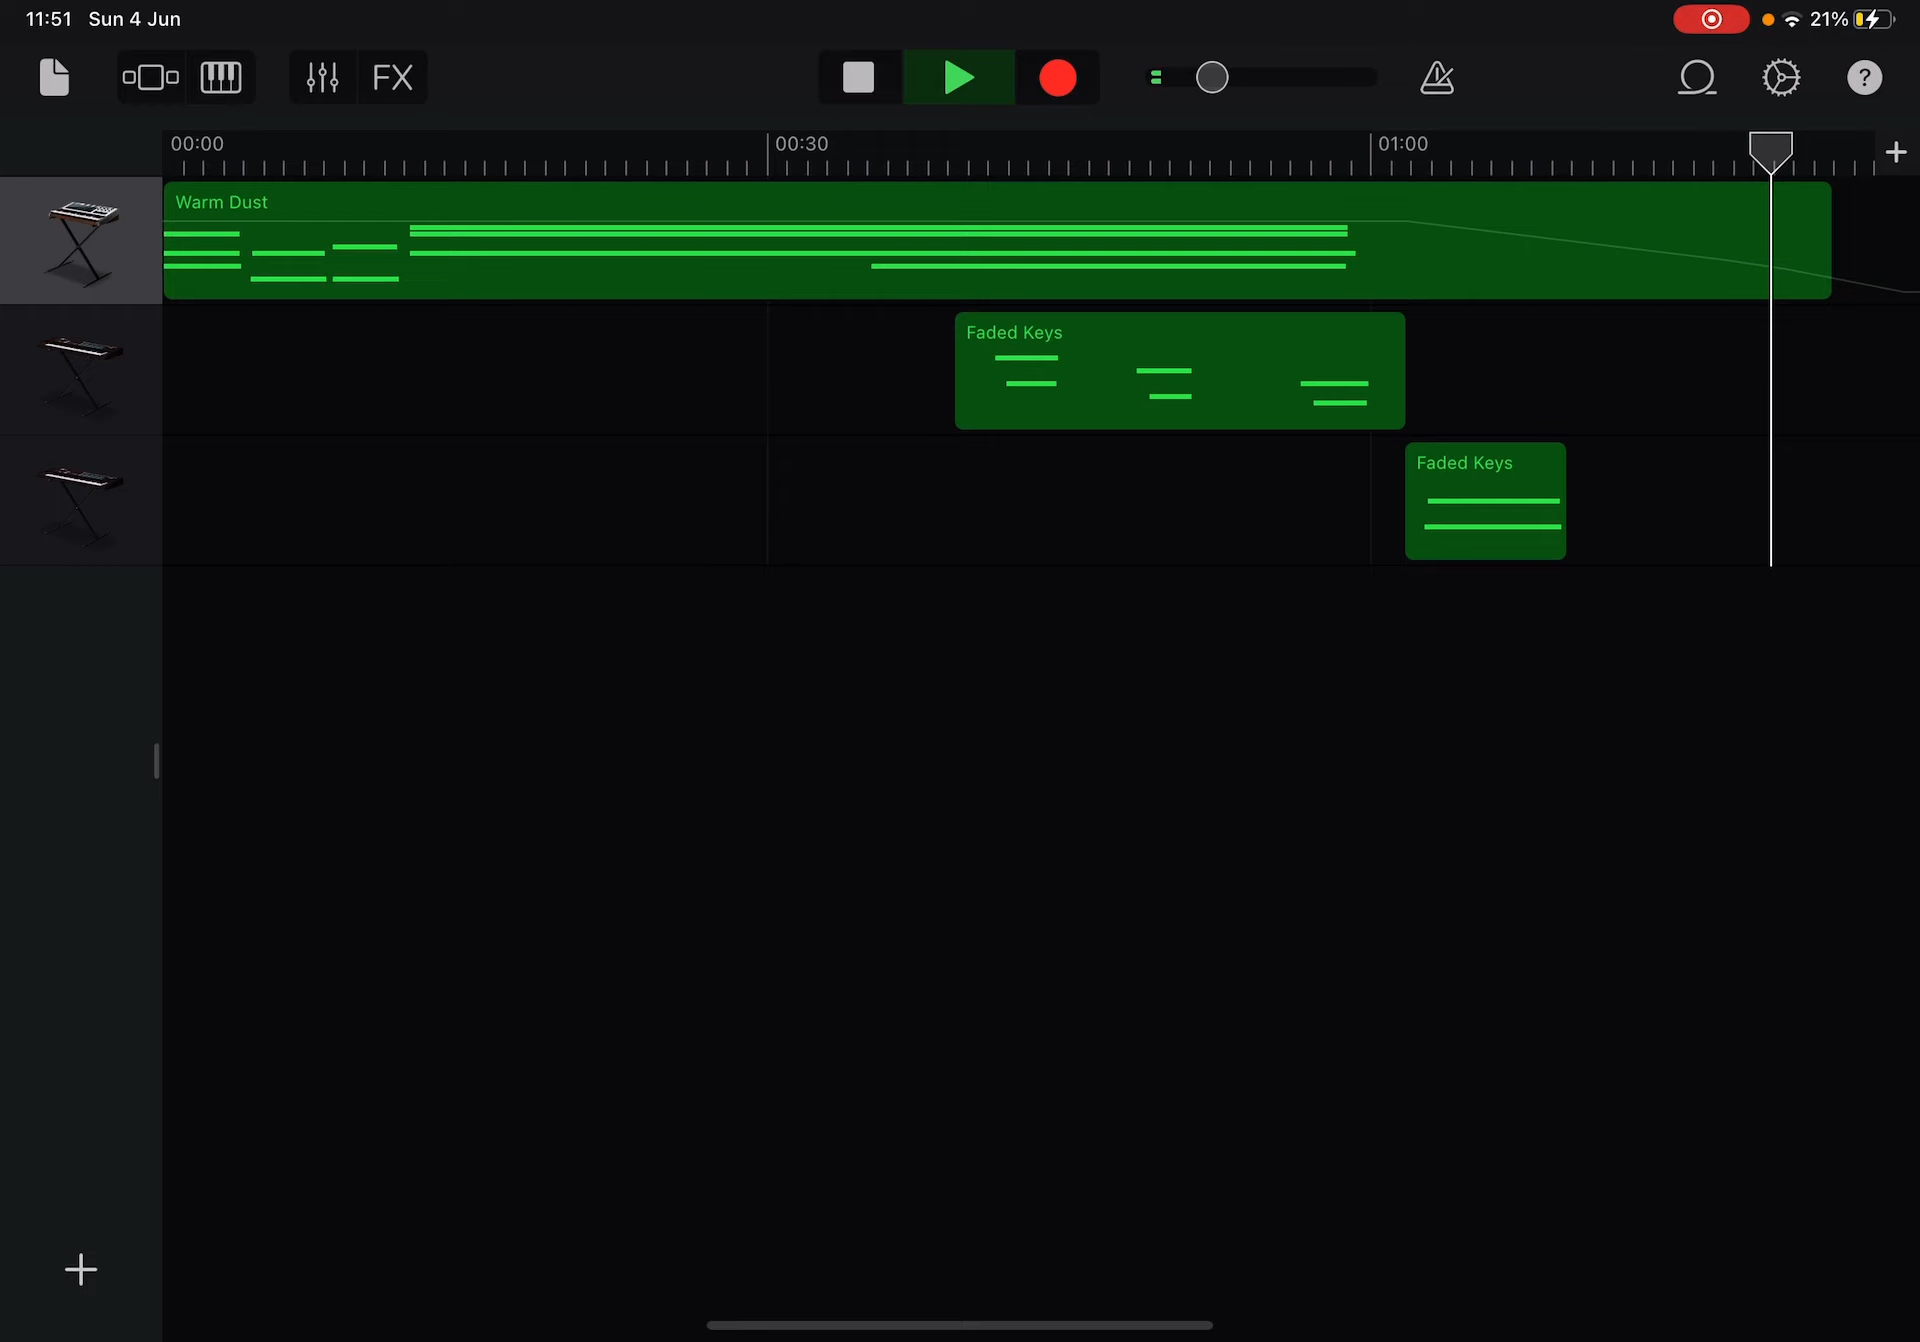 11:51 Sun 4 Jun
21%
FX
?
00:00 00:30 01:00
Warm Dust
Faded Keys
Faded Keys